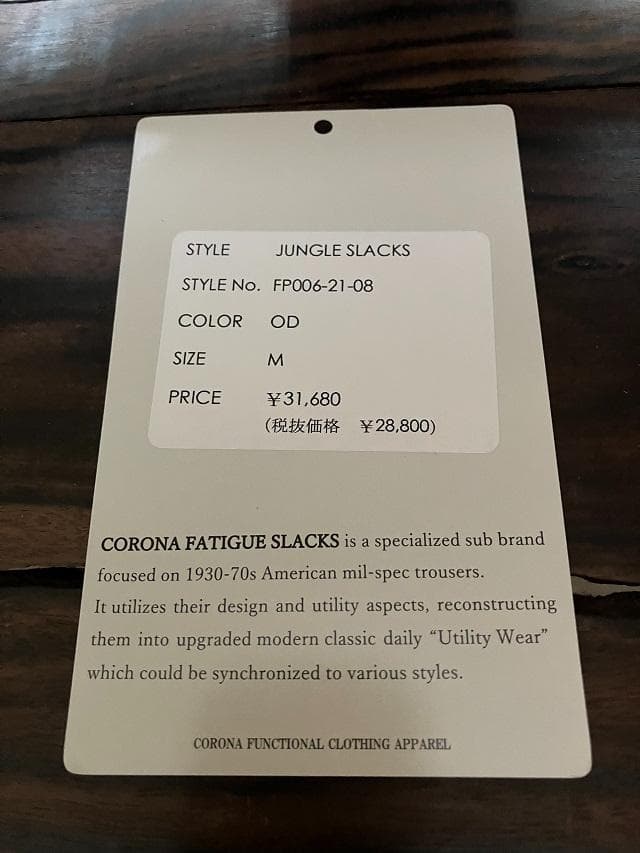 STYLE JUNGLE SLACKS
STYLE No. FP006-21-08
COLOR OD
SIZE M
PRICE ¥31,680
(税抜価格 ¥28,800)
CORONA FATIGUE SLACKS is a specialized sub brand
focused on 1930-70s American mil-spec trousers.
It utilizes their design and utility aspects, reconstructing
them into upgraded modern classic daily “Utility Wear”
which could be synchronized to various styles.
CORONA FUNCTIONAL CLOTHING APPAREL